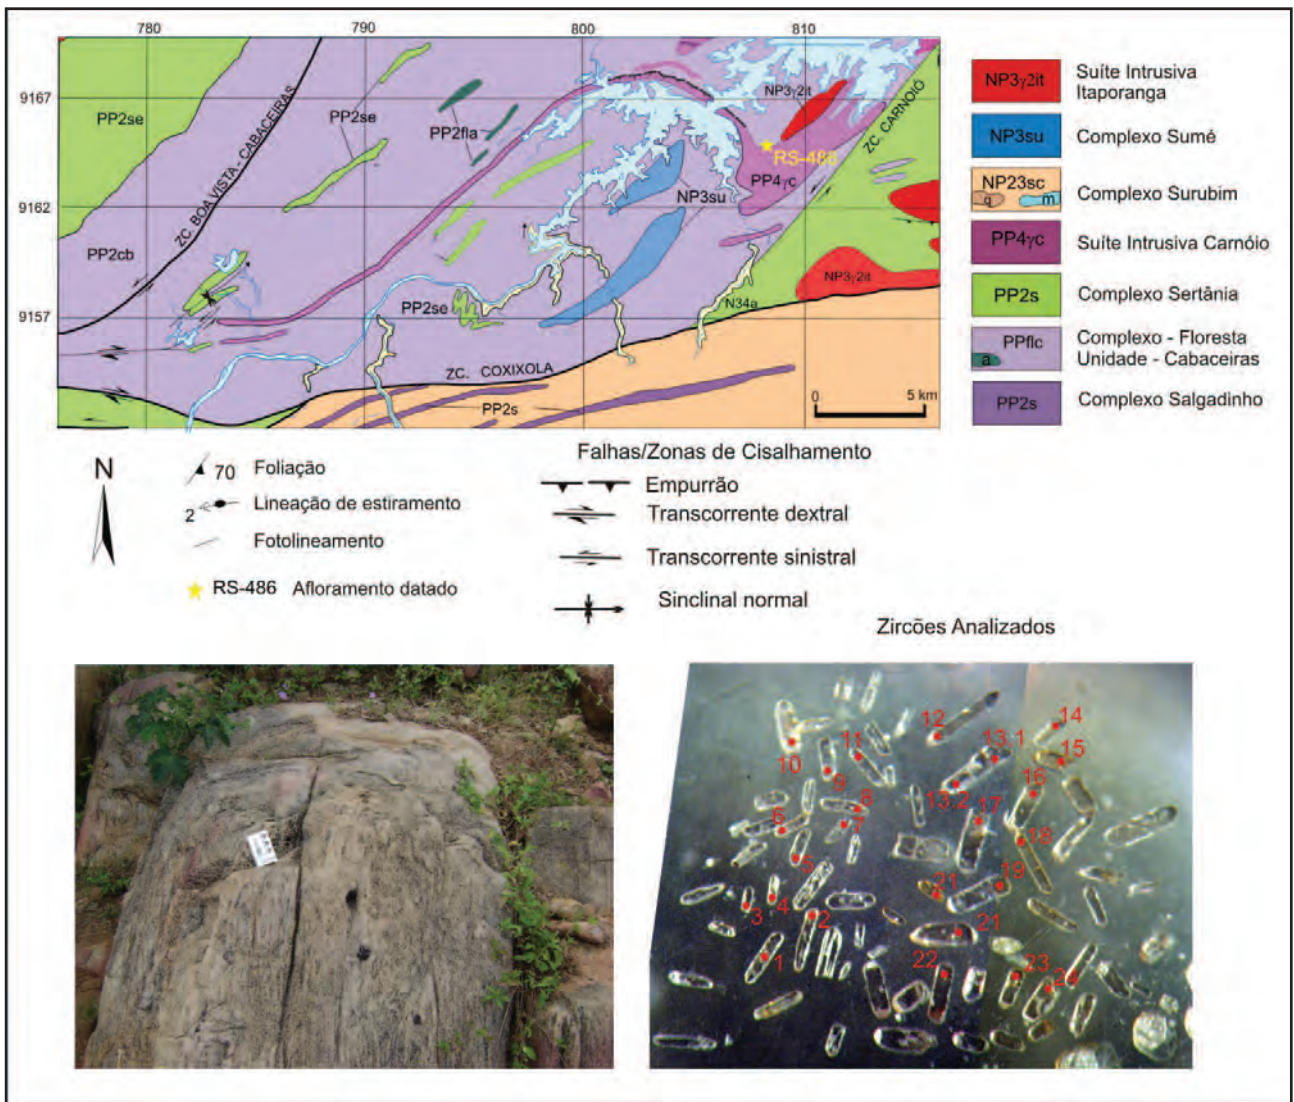 780
790
800
810
9167
9162
9157
PP2se
PP2se
PP2fla
NP3γ2it
ZC. CARNOIÓ
RS-486
PP4γc
ZC. BOA VISTA - CABACEIRAS
NP3su
PP2cb
NP3γ2it
PP2se
N34a
ZC. COXIXOLA
PP2s
0
5 km
NP3γ2it
Suíte Intrusiva
Itaporanga
NP3su
Complexo Sumé
NP23sc
q
m
Complexo Surubim
PP4γc
Suíte Intrusiva Carnóio
PP2s
Complexo Sertânia
PPflc
a
Complexo - Floresta
Unidade - Cabaceiras
PP2s
Complexo Salgadinho
N
70 Foliação
2 Lineação de estiramento
Fotolineamento
RS-486 Afloramento datado
Falhas/Zonas de Cisalhamento
Empurrão
Transcorrente dextral
Transcorrente sinistral
Sinclinal normal
Zircões Analizados
10
9
11
12
13.1
13.2
14
15
16
17
18
6
8
7
5
3
4
2
1
21
19
21
22
23
24